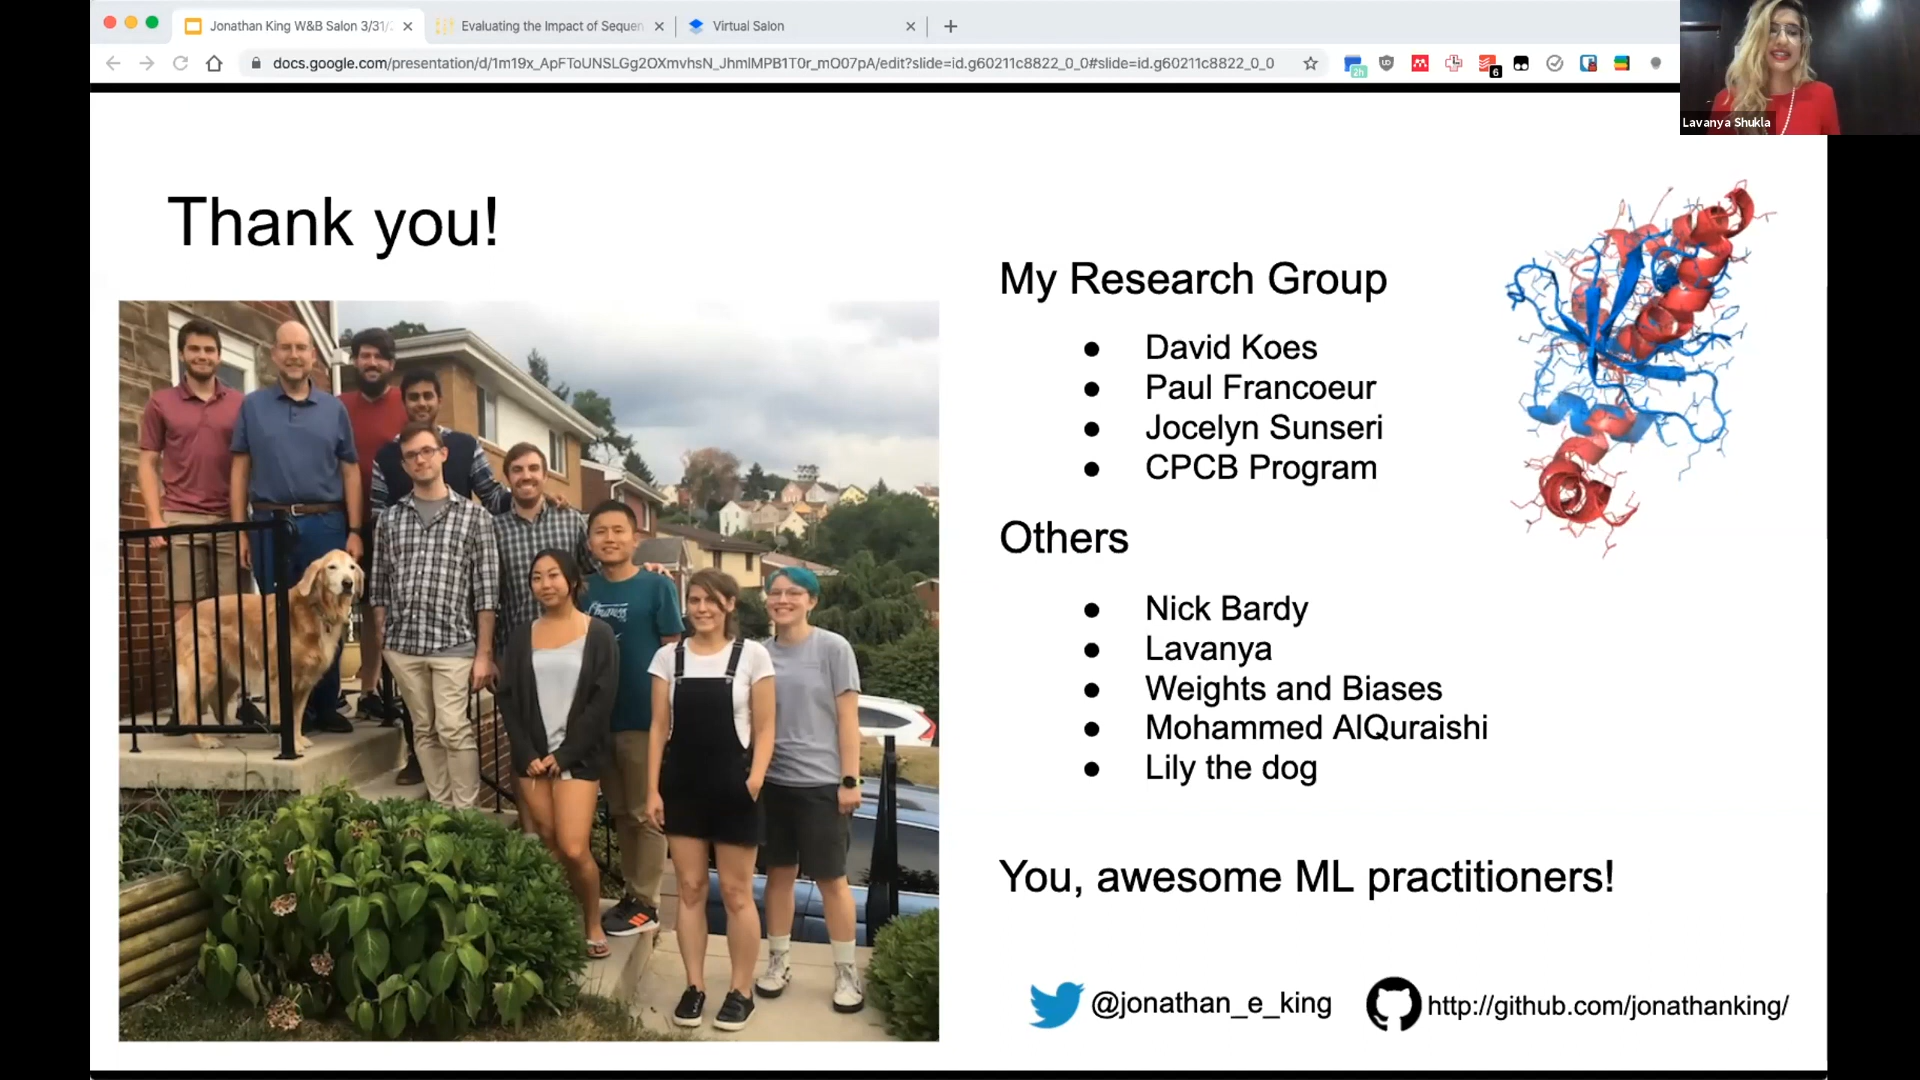 Jonathan King W&B Salon 3/31/
Evaluating the Impact of Sequen
Virtual Salon
docs.google.com/presentation/d/1m19x_ApFToUNSLGg2OXmvhsN_JhmlMPB1T0r_mO07pA/edit?slide=id.g60211c8822_0_0#slide=id.g60211c8822_0_0
2h
6
Lavanya Shukla
Thank you!
My Research Group
● David Koes
● Paul Francoeur
● Jocelyn Sunseri
● CPCB Program
Others
● Nick Bardy
● Lavanya
● Weights and Biases
● Mohammed AlQuraishi
● Lily the dog
You, awesome ML practitioners!
@jonathan_e_king
http://github.com/jonathanking/